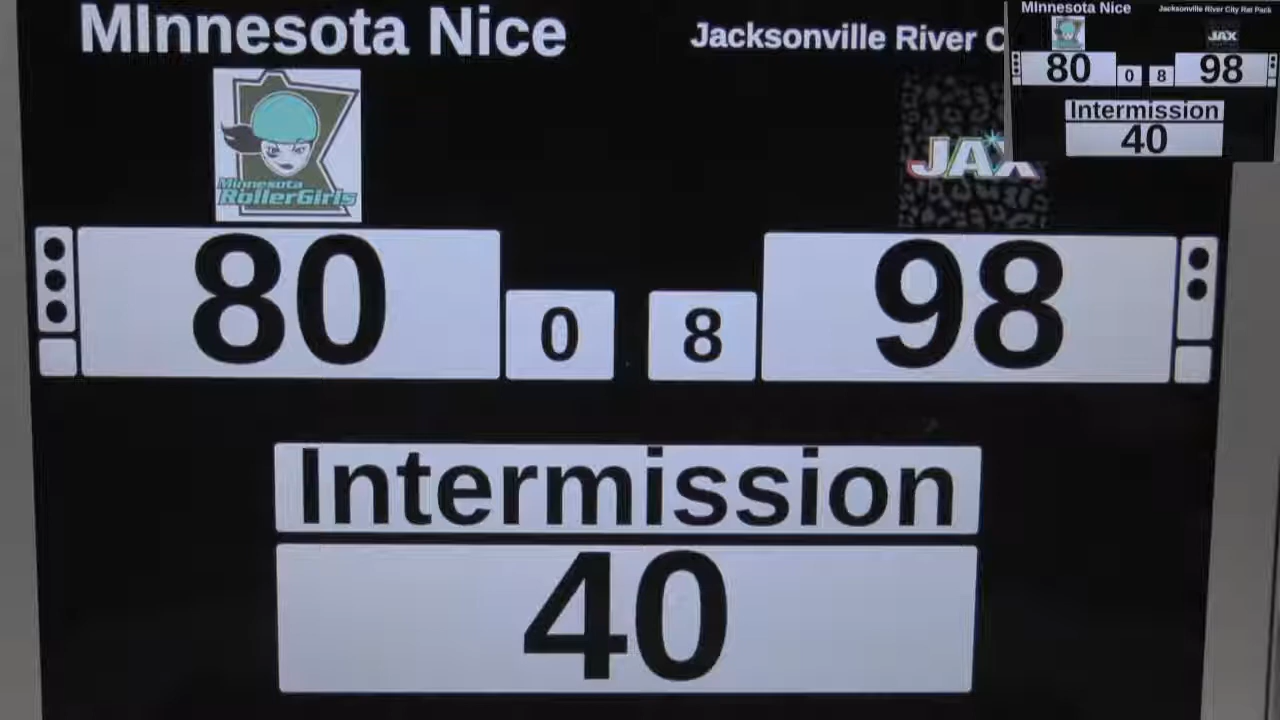 MInnesota Nice
Jacksonville River C
Minnesota
RollerGirls
JAX
80
0
8
98
Intermission
40
MInnesota Nice
Jacksonville River City Rat Pack
JAX
80
0
8
98
Intermission
40